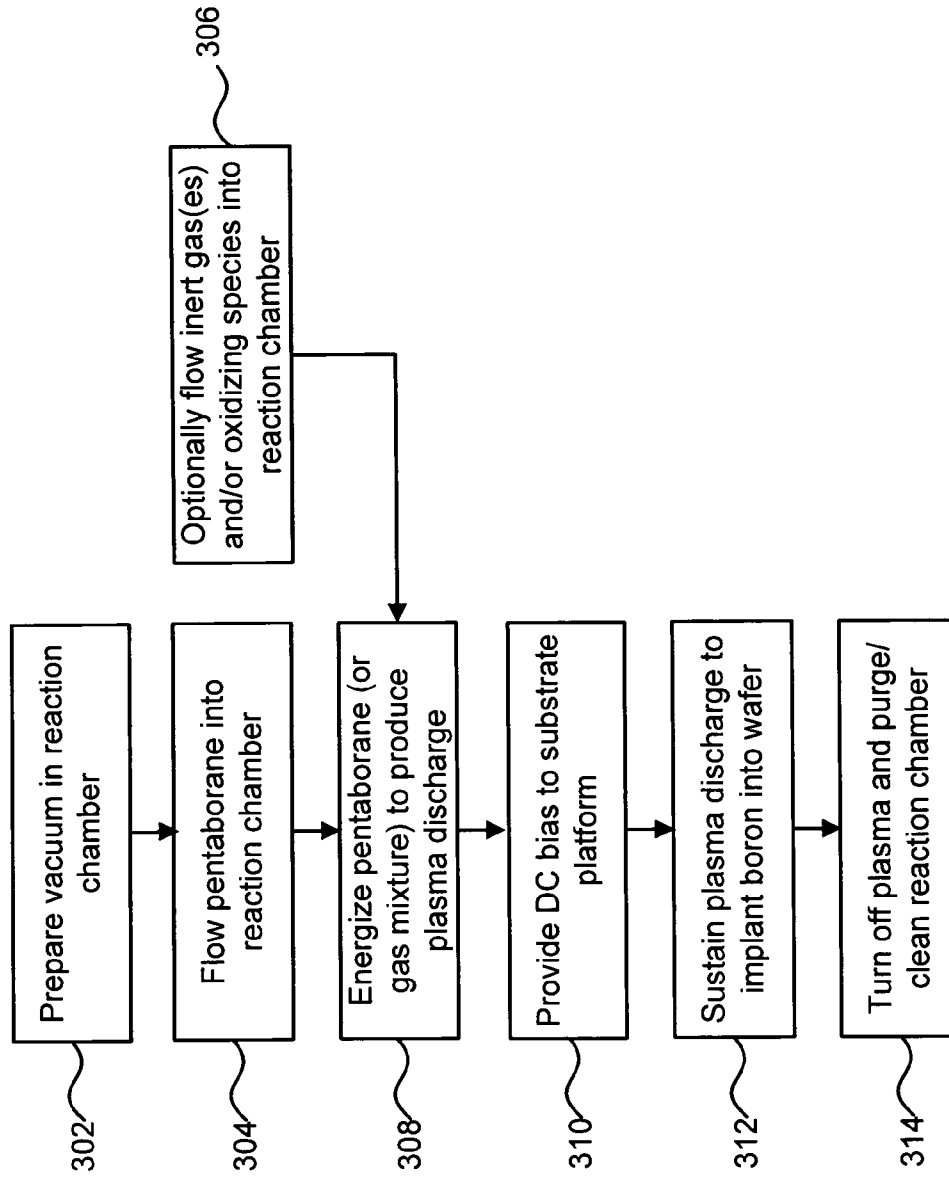 302
Prepare vacuum in reaction
chamber
304
Flow pentaborane into
reaction chamber
306
Optionally flow inert gas(es)
and/or oxidizing species into
reaction chamber
308
Energize pentaborane (or
gas mixture) to produce
plasma discharge
310
Provide DC bias to substrate
platform
312
Sustain plasma discharge to
implant boron into wafer
314
Turn off plasma and purge/
clean reaction chamber